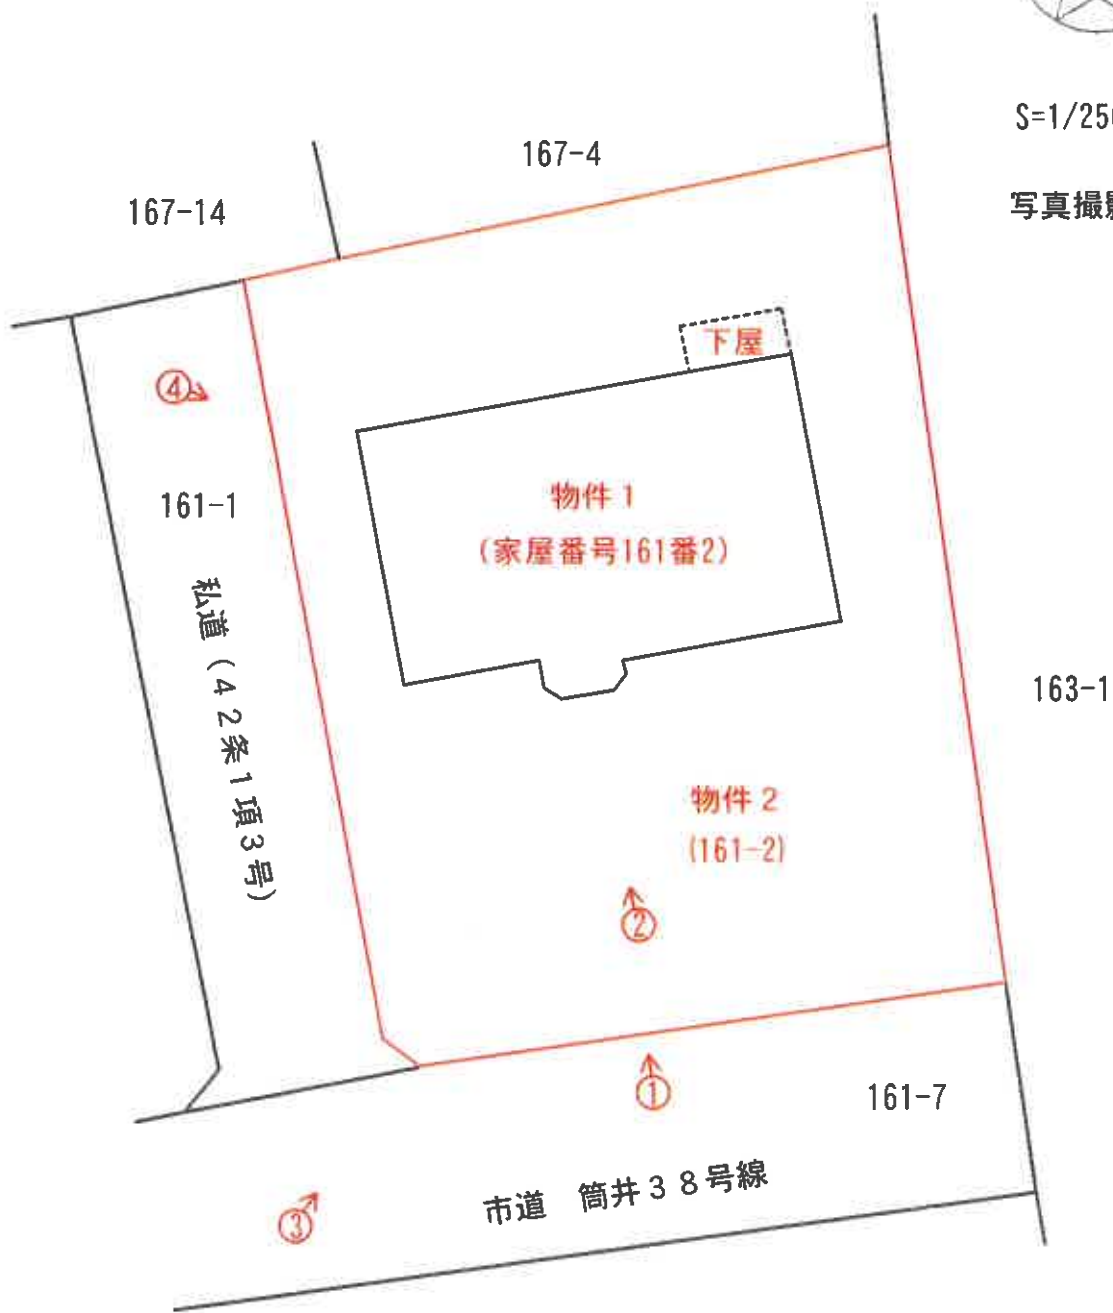 S=1/25
167-4
写真撮
167-14
下屋
④
161-1
物件1
(家屋番号161番2)
私道(42条1項3号)
163-1
物件2
(161-2)
②
①
161-7
市道 筒井38号線
③